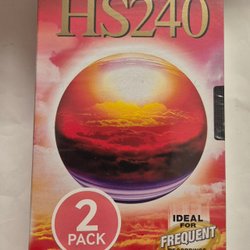 HS240
2
PACK
IDEAL
FOR
FREQUENT